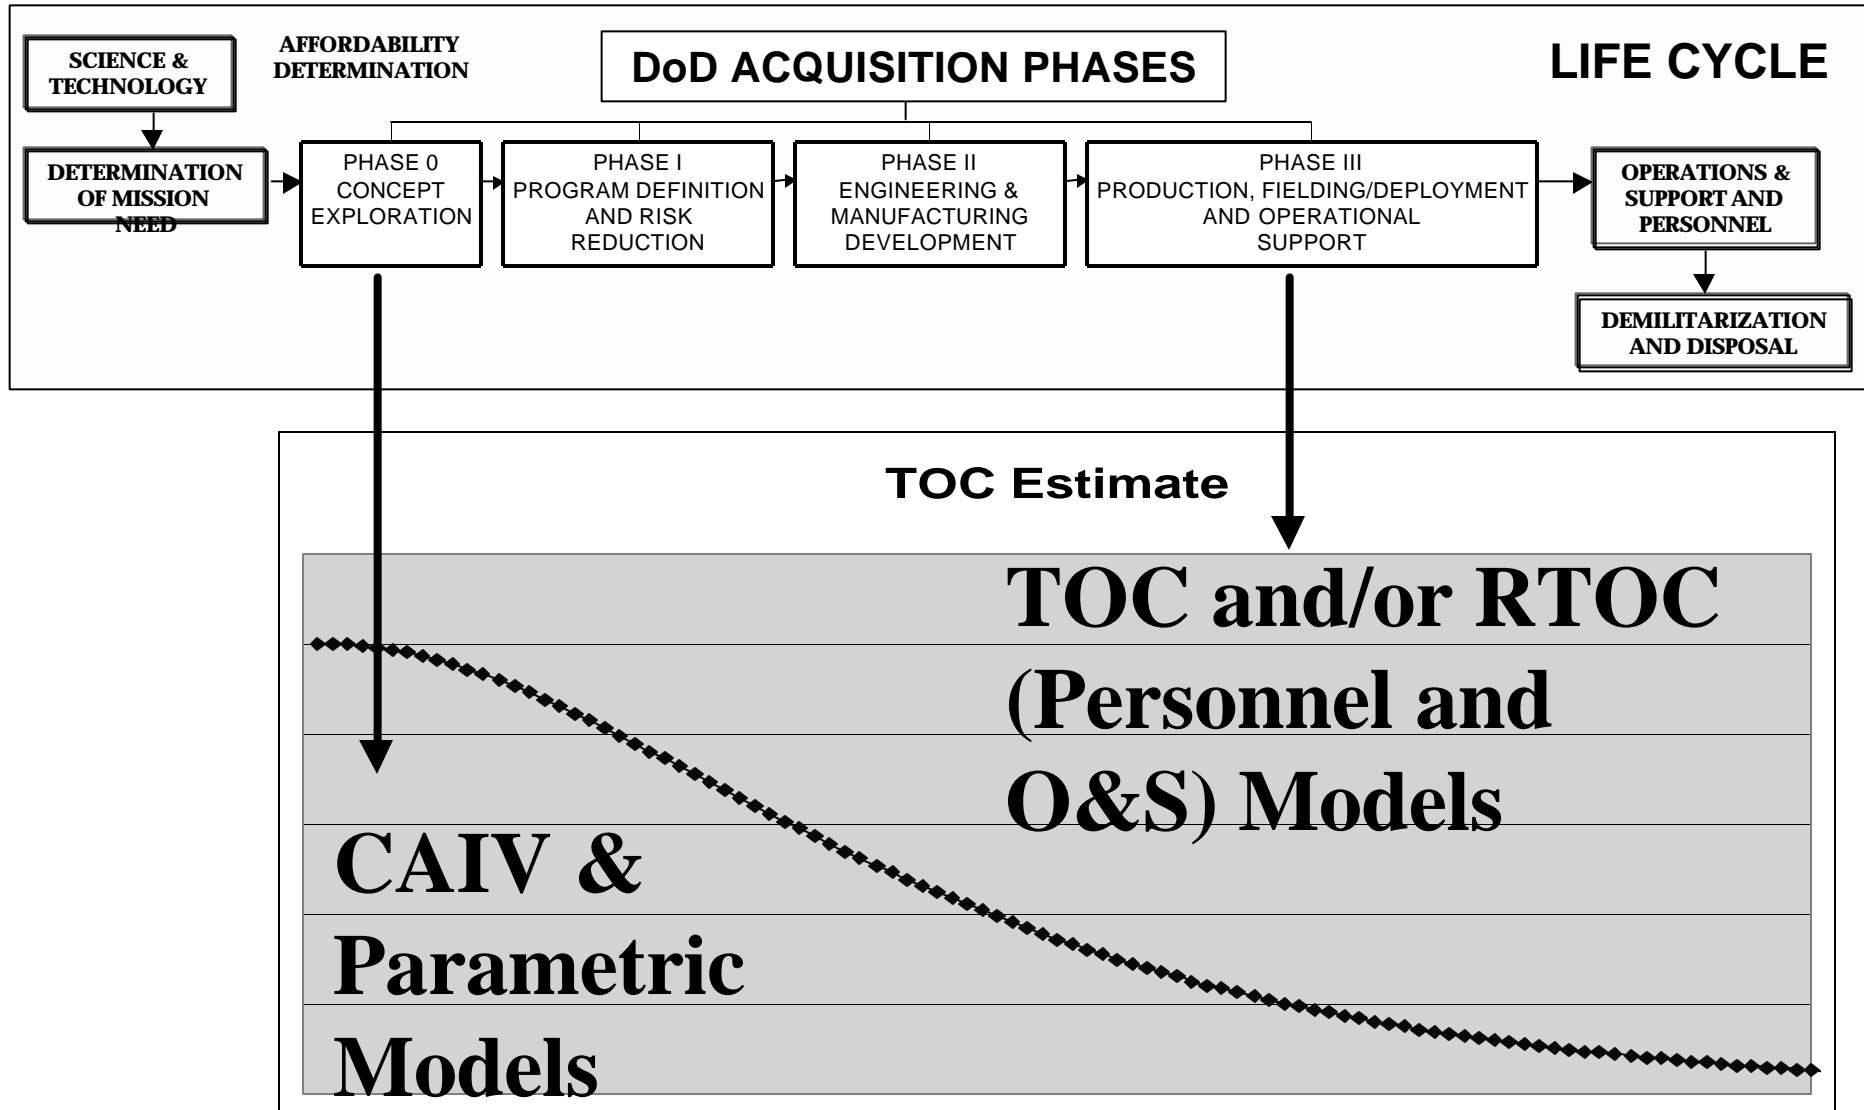 SCIENCE &
TECHNOLOGY
AFFORDABILITY
DETERMINATION
DoD ACQUISITION PHASES
LIFE CYCLE
DETERMINATION
OF MISSION
NEED
PHASE 0
CONCEPT
EXPLORATION
PHASE I
PROGRAM DEFINITION
AND RISK
REDUCTION
PHASE II
ENGINEERING &
MANUFACTURING
DEVELOPMENT
PHASE III
PRODUCTION, FIELDING/DEPLOYMENT
AND OPERATIONAL
SUPPORT
OPERATIONS &
SUPPORT AND
PERSONNEL
DEMILITARIZATION
AND DISPOSAL
TOC Estimate
TOC and/or RTOC
(Personnel and
O&S) Models
CAIV &
Parametric
Models